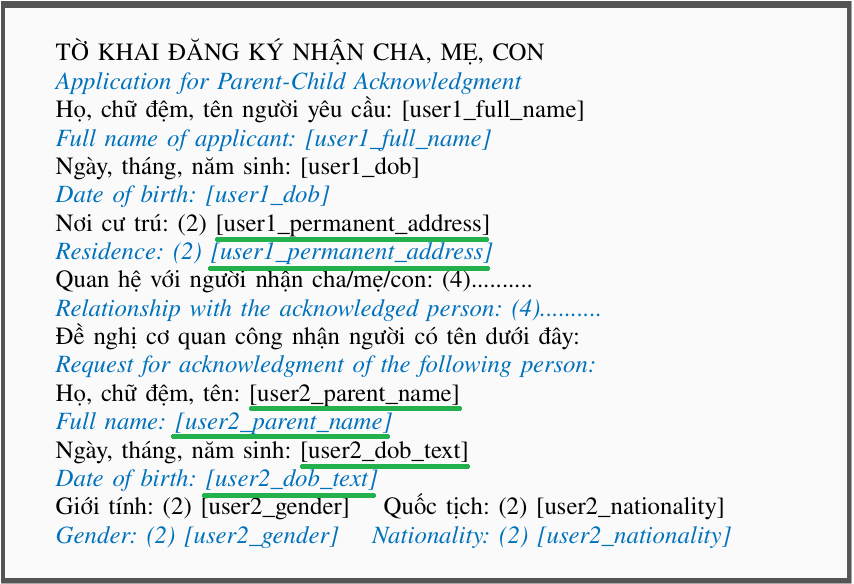 TỜ KHAI ĐĂNG KÝ NHẬN CHA, MẸ, CON
Application for Parent-Child Acknowledgment
Họ, chữ đệm, tên người yêu cầu: [user1_full_name]
Full name of applicant: [user1_full_name]
Ngày, tháng, năm sinh: [user1_dob]
Date of birth: [user1_dob]
Nơi cư trú: (2) [user1_permanent_address]
Residence: (2) [user1_permanent_address]
Quan hệ với người nhận cha/mẹ/con: (4)..........
Relationship with the acknowledged person: (4)..........
Đề nghị cơ quan công nhận người có tên dưới đây:
Request for acknowledgment of the following person:
Họ, chữ đệm, tên: [user2_parent_name]
Full name: [user2_parent_name]
Ngày, tháng, năm sinh: [user2_dob_text]
Date of birth: [user2_dob_text]
Giới tính: (2) [user2_gender] Quốc tịch: (2) [user2_nationality]
Gender: (2) [user2_gender] Nationality: (2) [user2_nationality]